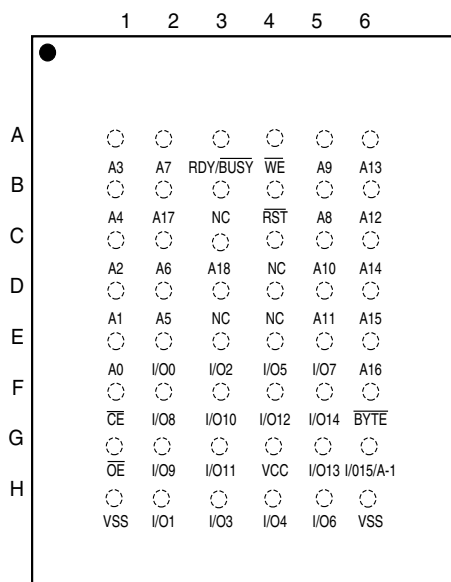 1 2 3 4 5 6
A
A3 A7 RDY/BUSY WE A9 A13
B
A4 A17 NC RST A8 A12
C
A2 A6 A18 NC A10 A14
D
A1 A5 NC NC A11 A15
E
A0 I/O0 I/O2 I/O5 I/O7 A16
F
CE I/O8 I/O10 I/O12 I/O14 BYTE
G
OE I/O9 I/O11 VCC I/O13 I/015/A-1
H
VSS I/O1 I/O3 I/O4 I/O6 VSS